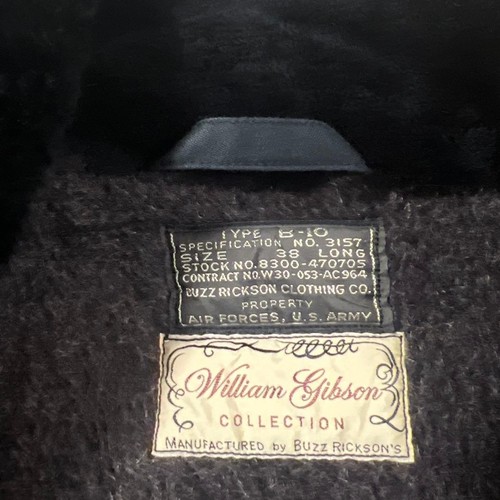 TYPE B-10
SPECIFICATION NO. 3157
SIZE 38 LONG
STOCK NO. 8300-470705
CONTRACT NO. W30-053-AC964
BUZZ RICKSON CLOTHING CO.
PROPERTY
AIR FORCES, U.S. ARMY
William Gibson
COLLECTION
MANUFACTURED by BUZZ RICKSON'S